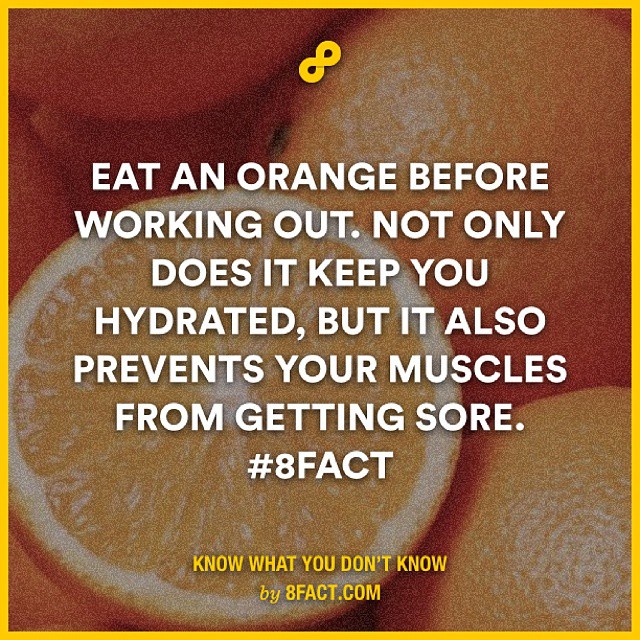 EAT AN ORANGE BEFORE
WORKING OUT. NOT ONLY
DOES IT KEEP YOU
HYDRATED, BUT IT ALSO
PREVENTS YOUR MUSCLES
FROM GETTING SORE.
#8FACT
KNOW WHAT YOU DON'T KNOW
by 8FACT.COM